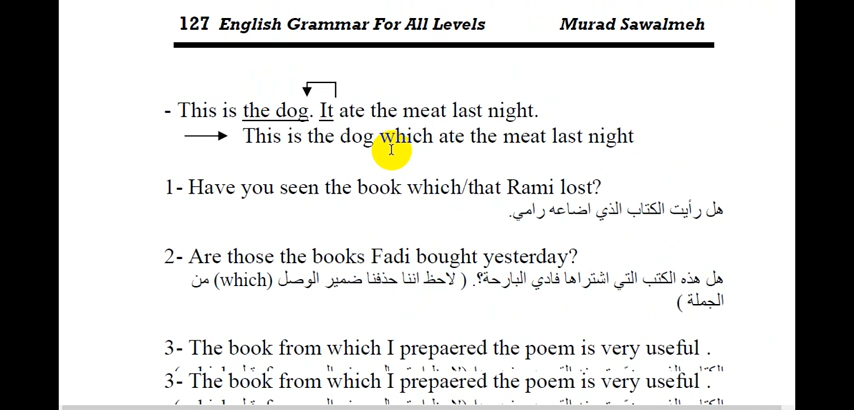 127 English Grammar For All Levels Murad Sawalmeh
- This is the dog. It ate the meat last night.
This is the dog which ate the meat last night
1- Have you seen the book which/that Rami lost?
هل رأيت الكتاب الذي اضاعه رامي.
2- Are those the books Fadi bought yesterday?
هل هذه الكتب التي اشتراها فادي البارحة؟. ( لاحظ اننا حذفنا ضمير الوصل (which) من
الجملة )
3- The book from which I prepaered the poem is very useful .
3- The book from which I prepaered the poem is very useful .